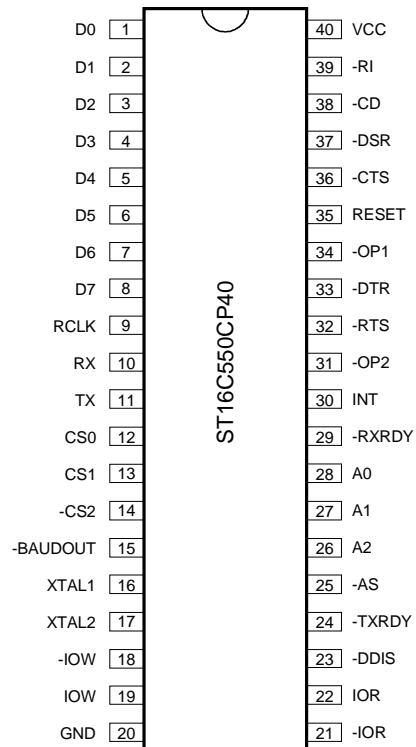 D0 1 40 VCC
D1 2 39 -RI
D2 3 38 -CD
D3 4 37 -DSR
D4 5 36 -CTS
D5 6 35 RESET
D6 7 34 -OP1
D7 8 33 -DTR
RCLK 9 32 -RTS
RX 10 31 -OP2
TX 11 30 INT
CS0 12 29 -RXRDY
CS1 13 28 A0
-CS2 14 27 A1
-BAUDOUT 15 26 A2
XTAL1 16 25 -AS
XTAL2 17 24 -TXRDY
-IOW 18 23 -DDIS
IOW 19 22 IOR
GND 20 21 -IOR
ST16C550CP40